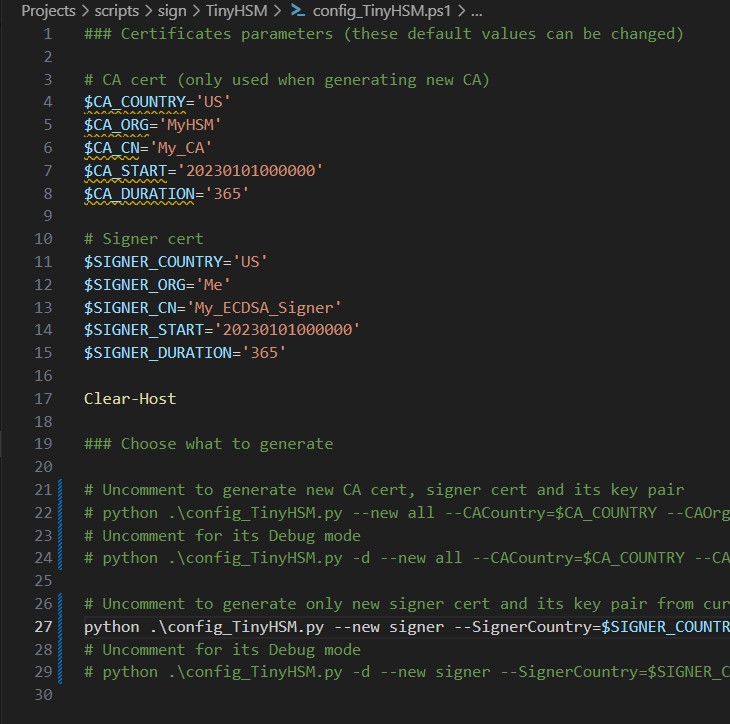 Projects > scripts > sign > TinyHSM > config_TinyHSM.ps1 > ...
1 ### Certificates parameters (these default values can be changed)
2
3 # CA cert (only used when generating new CA)
4 $CA_COUNTRY='US'
5 $CA_ORG='MyHSM'
6 $CA_CN='My_CA'
7 $CA_START='20230101000000'
8 $CA_DURATION='365'
9
10 # Signer cert
11 $SIGNER_COUNTRY='US'
12 $SIGNER_ORG='Me'
13 $SIGNER_CN='My_ECDSA_Signer'
14 $SIGNER_START='20230101000000'
15 $SIGNER_DURATION='365'
16
17 Clear-Host
18
19 ### Choose what to generate
20
21 # Uncomment to generate new CA cert, signer cert and its key pair
22 # python .\config_TinyHSM.py --new all --CACountry=$CA_COUNTRY --CAOrg
23 # Uncomment for its Debug mode
24 # python .\config_TinyHSM.py -d --new all --CACountry=$CA_COUNTRY --CA
25
26 # Uncomment to generate only new signer cert and its key pair from cur
27 python .\config_TinyHSM.py --new signer --SignerCountry=$SIGNER_COUNTR
28 # Uncomment for its Debug mode
29 # python .\config_TinyHSM.py -d --new signer --SignerCountry=$SIGNER_C
30